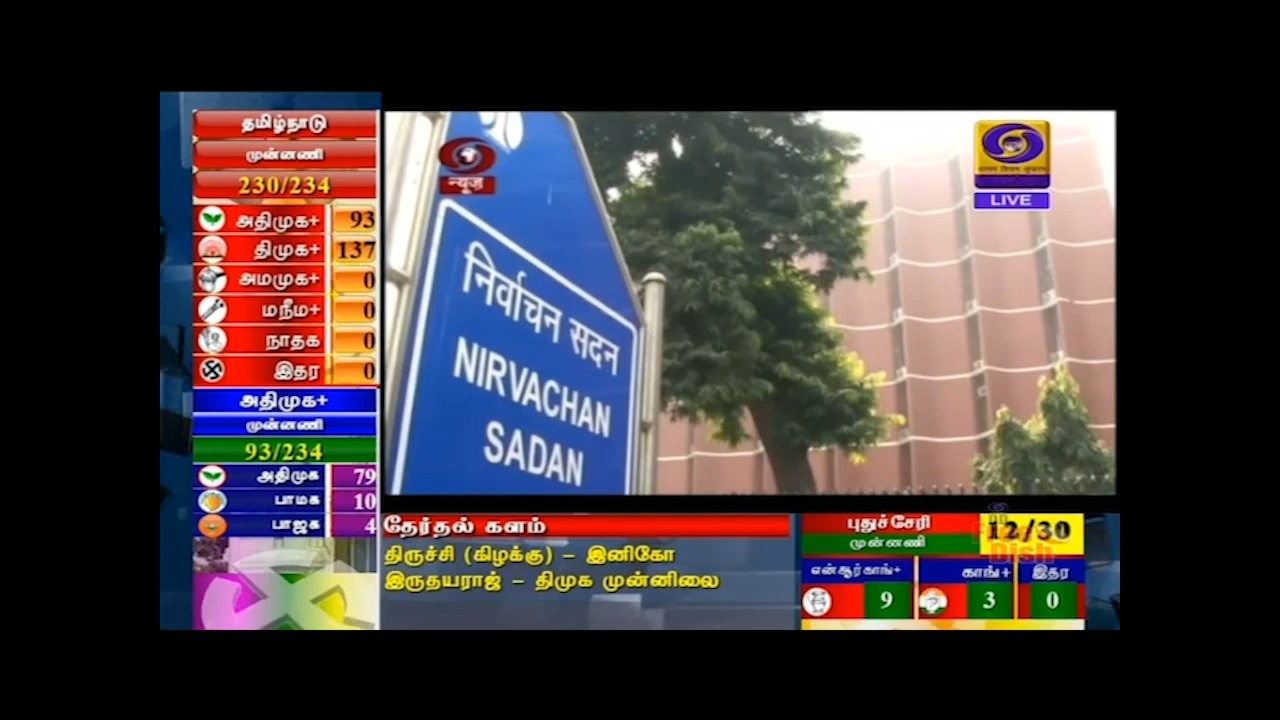 தமிழ்நாடு
முன்னணி
230/234
அதிமுக+ 93
திமுக+ 137
அமமுக+ 0
மநீம+ 0
நாதக 0
இதர 0
அதிமுக+
முன்னணி
93/234
அதிமுக 79
பாமக 10
பாஜக 4
न्यूज़
निर्वाचन सदन
NIRVACHAN
SADAN
LIVE
தேர்தல் களம்
திருச்சி (கிழக்கு) – இனிகோ
இருதயராஜ் – திமுக முன்னிலை
புதுச்சேரி
முன்னணி
12/30
Dish
என்ஆர்காங்+ காங்+ இதர
9 3 0